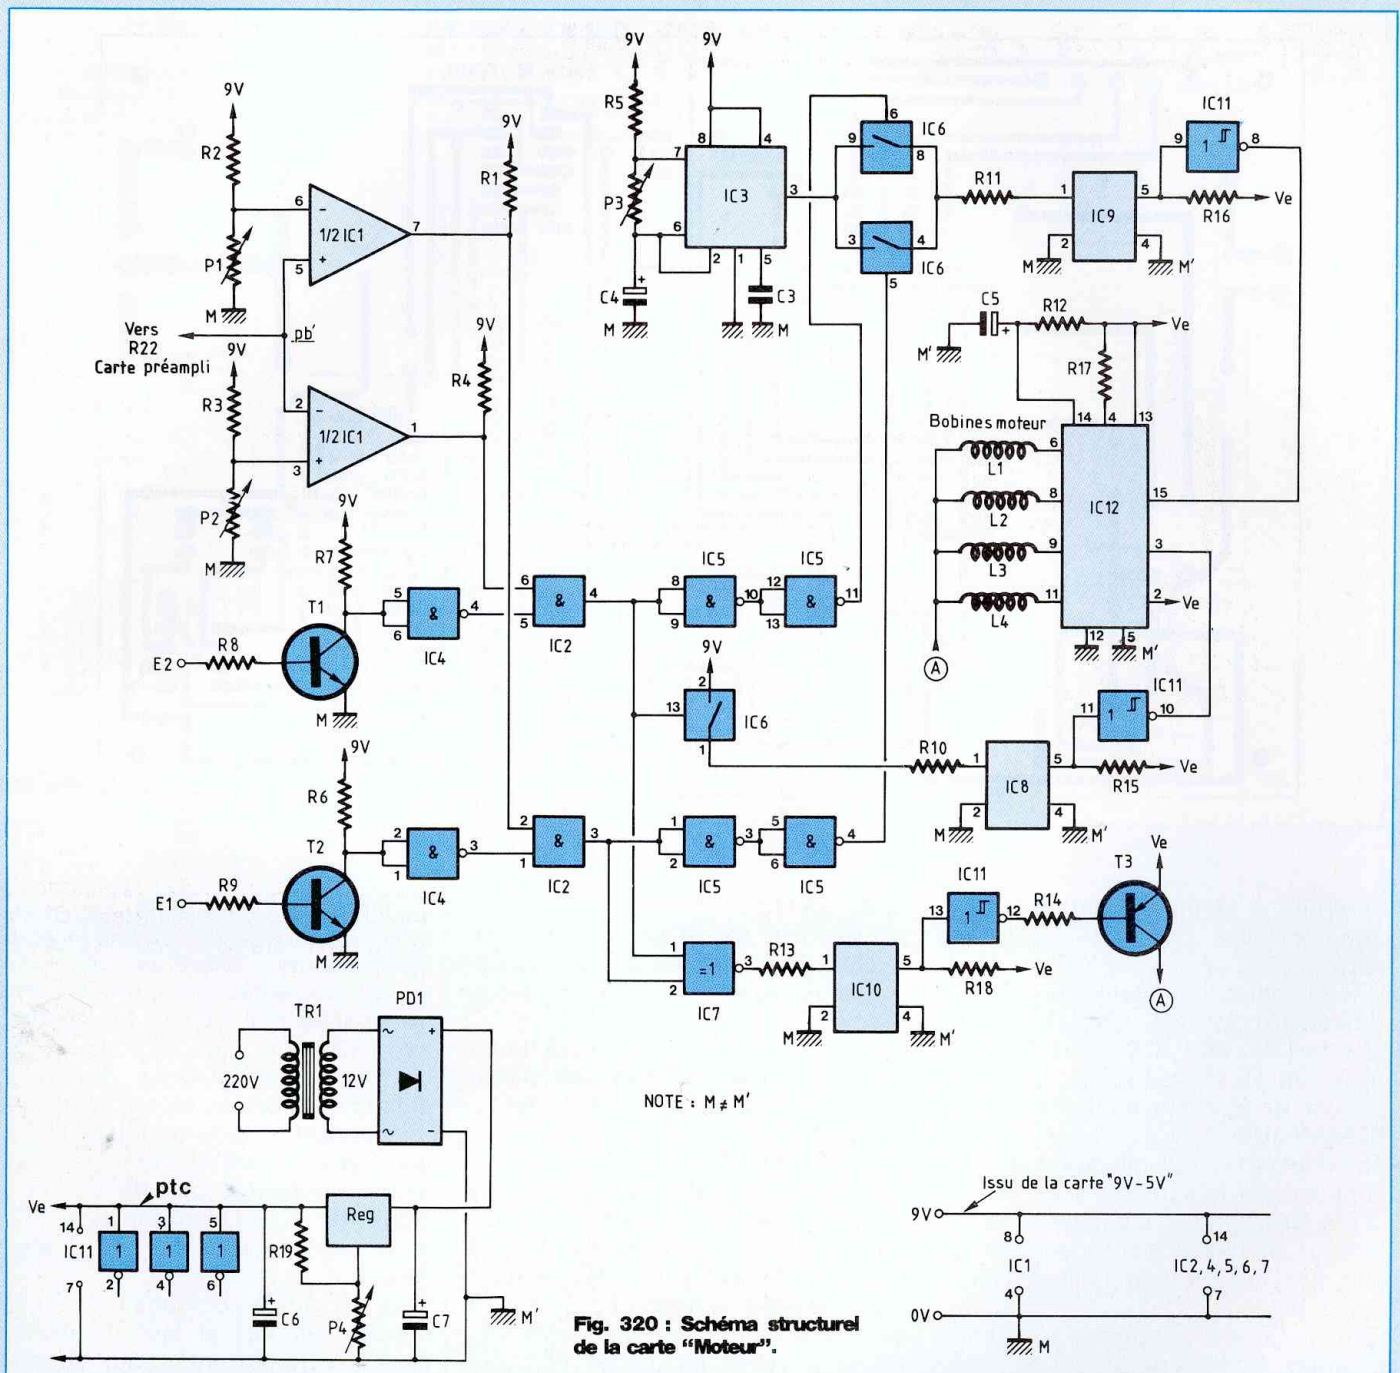 9V
9V
9V
R5
9V
R2
R1
6
−
1/2 IC1
7
+
5
P1
M
Vers
R22
Carte préampli
pb'
9V
R3
9V
R4
2
−
1/2 IC1
1
+
3
P2
M
8
4
7
P3
IC3
3
6
2
1
5
C4
+
M
C3
M
6
9
8
IC6
3
4
IC6
5
R11
1
IC9
5
2
M
4
M'
R16
Ve
IC11
9
1
8
C5
+
M'
R12
Ve
R17
14
4
13
Bobines moteur
6
L1
8
L2
9
L3
11
L4
IC12
15
3
2
Ve
12
5
M'
A
9V
R7
T1
E2
R8
M
5
6
&
4
IC4
6
5
&
4
IC2
IC5
8
9
&
10
IC5
12
13
&
11
9V
2
13
IC6
1
R10
1
IC8
5
2
M
4
M'
R15
Ve
IC11
11
1
10
9V
R6
T2
E1
R9
M
2
1
&
3
IC4
2
1
&
3
IC2
1
2
&
3
IC5
5
6
&
4
IC5
1
2
=1
3
IC7
R13
1
IC10
5
2
M
4
M'
R18
Ve
IC11
13
1
12
R14
T3
Ve
A
TR1
220V
12V
PD1
~
+
~
−
NOTE : M ≠ M'
Ve
ptc
14
IC11
7
1
1
2
3
1
4
5
1
6
+
C6
R19
Reg
P4
+
C7
M'
Issu de la carte "9V-5V"
9V
8
IC1
4
14
IC2, 4, 5, 6, 7
7
0V
M
Fig. 320 : Schéma structurel
de la carte "Moteur".